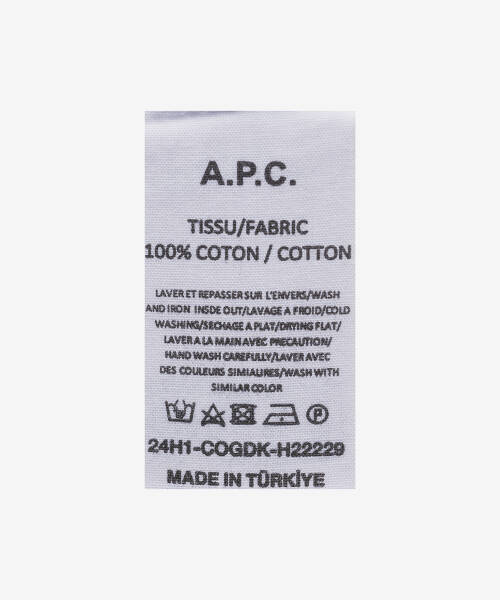 A.P.C.
TISSU/FABRIC
100% COTON / COTTON
LAVER ET REPASSER SUR L'ENVERS/WASH
AND IRON INSDE OUT/LAVAGE A FROID/COLD
WASHING/SECHAGE A PLAT/DRYING FLAT/
LAVER A LA MAIN AVEC PRECAUTION/
HAND WASH CAREFULLY/LAVER AVEC
DES COULEURS SIMIALIRES/WASH WITH
SIMILAR COLOR
P
24H1-COGDK-H22229
MADE IN TÜRKİYE